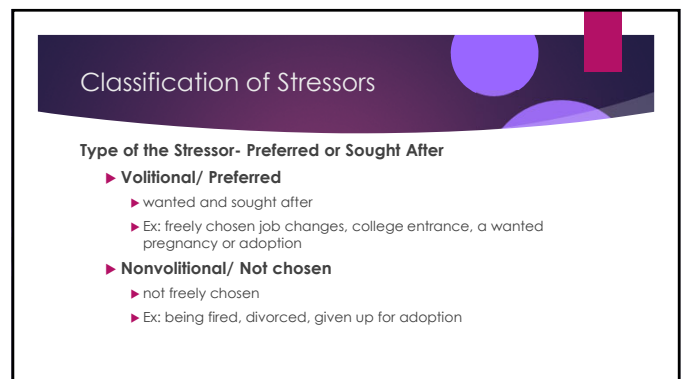 Classification of Stressors
Type of the Stressor- Preferred or Sought After
Volitional/ Preferred
wanted and sought after
Ex: freely chosen job changes, college entrance, a wanted
pregnancy or adoption
Nonvolitional/ Not chosen
not freely chosen
Ex: being fired, divorced, given up for adoption